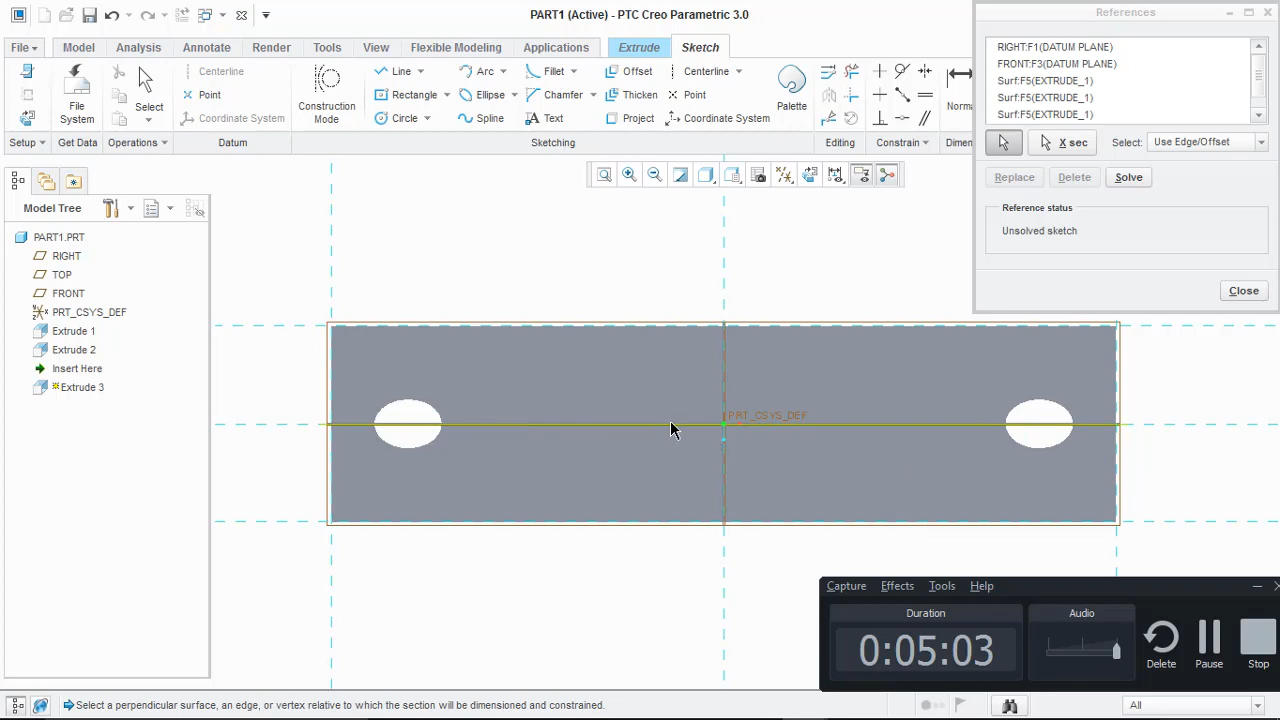 PART1 (Active) - PTC Creo Parametric 3.0
File
Model
Analysis
Annotate
Render
Tools
View
Flexible Modeling
Applications
Extrude
Sketch
File System
Select
Centerline
Point
Coordinate System
Construction Mode
Line
Rectangle
Circle
Arc
Ellipse
Spline
Fillet
Chamfer
Text
Offset
Thicken
Project
Centerline
Point
Coordinate System
Palette
Norma
Setup
Get Data
Operations
Datum
Sketching
Editing
Constrain
Dimen
References
RIGHT:F1(DATUM PLANE)
FRONT:F3(DATUM PLANE)
Surf:F5(EXTRUDE_1)
Surf:F5(EXTRUDE_1)
Surf:F5(EXTRUDE_1)
X sec
Select:
Use Edge/Offset
Replace
Delete
Solve
Reference status
Unsolved sketch
Close
Model Tree
PART1.PRT
RIGHT
TOP
FRONT
PRT_CSYS_DEF
Extrude 1
Extrude 2
Insert Here
Extrude 3
PRT_CSYS_DEF
Capture
Effects
Tools
Help
Duration
0:05:03
Audio
Delete
Pause
Stop
Select a perpendicular surface, an edge, or vertex relative to which the section will be dimensioned and constrained.
All